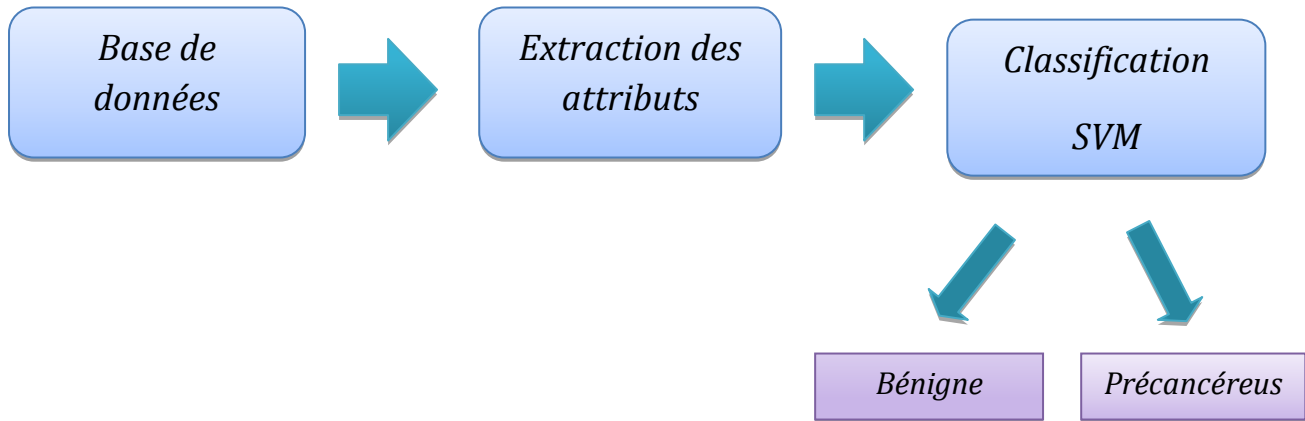 Base de
données
Extraction des
attributs
Classification
SVM
Bénigne
Précancéreus